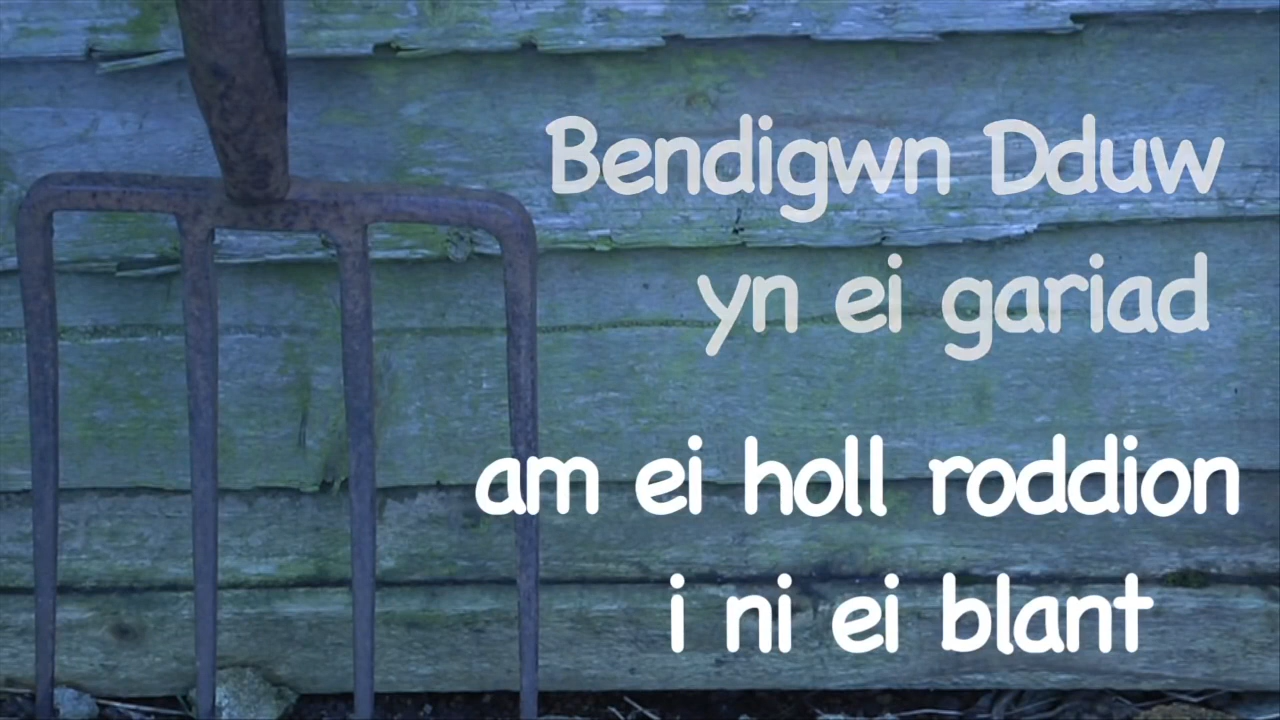 Bendigwn Dduw
yn ei gariad
am ei holl roddion
i ni ei blant